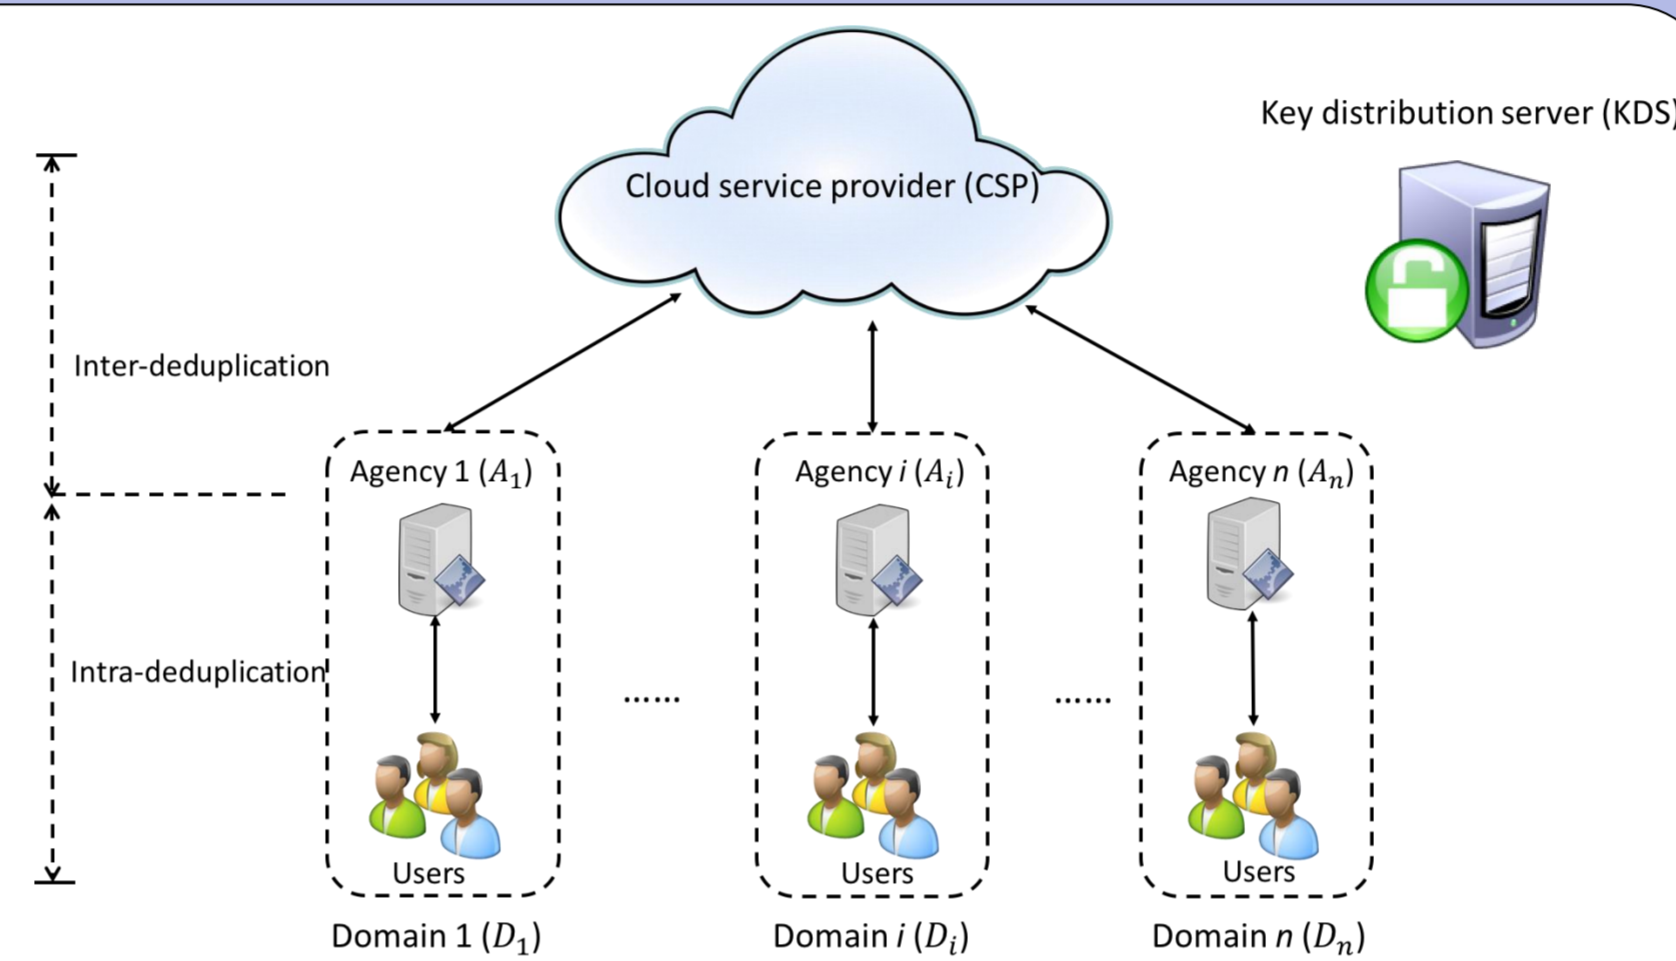 Key distribution server (KDS)
Cloud service provider (CSP)
Inter-deduplication
Agency 1 (A₁)
Agency i (Aᵢ)
Agency n (Aₙ)
Intra-deduplication
......
......
Users
Users
Users
Domain 1 (D₁)
Domain i (Dᵢ)
Domain n (Dₙ)